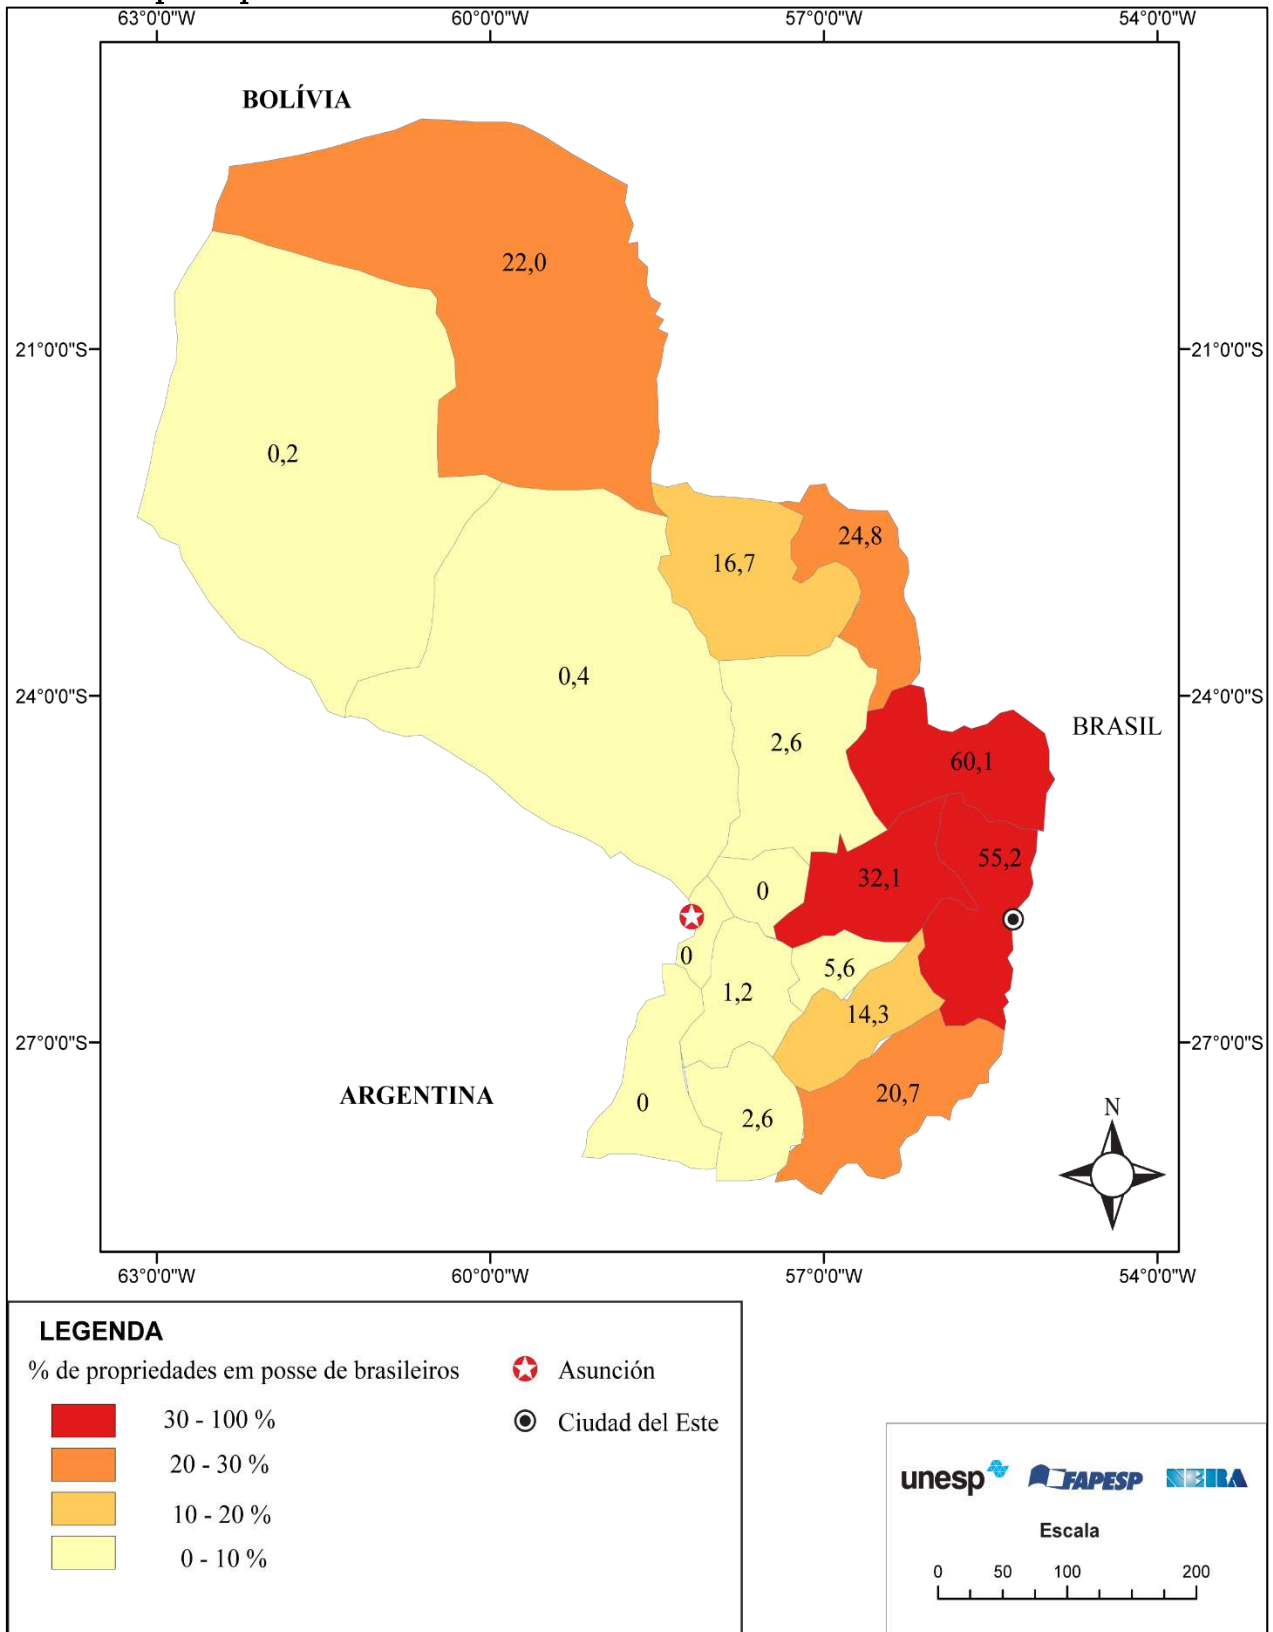 63°0'0"W 60°0'0"W 57°0'0"W 54°0'0"W
BOLÍVIA
22,0
21°0'0"S 21°0'0"S
0,2
24,8
16,7
0,4
24°0'0"S 24°0'0"S
BRASIL
2,6
60,1
55,2
32,1
0
0
5,6
1,2
14,3
27°0'0"S 27°0'0"S
ARGENTINA
20,7
0
2,6
N
63°0'0"W 60°0'0"W 57°0'0"W 54°0'0"W
LEGENDA
% de propriedades em posse de brasileiros
30 - 100 %
20 - 30 %
10 - 20 %
0 - 10 %
Asunción
Ciudad del Este
unesp FAPESP NERA
Escala
0 50 100 200